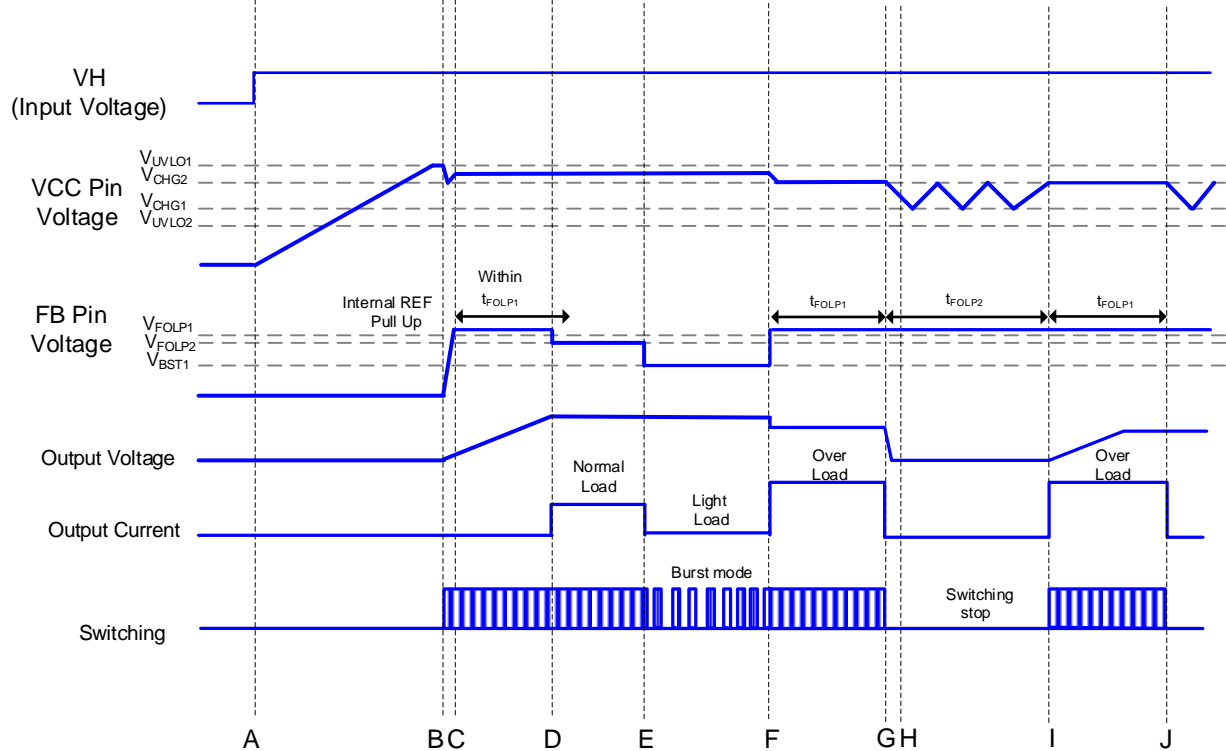 VH
(Input Voltage)
VUVLO1
VCHG2
VCC Pin
Voltage
VCHG1
VUVLO2
Within
tFOLP1
tFOLP1
tFOLP2
tFOLP1
Internal REF
Pull Up
FB Pin
Voltage
VFOLP1
VFOLP2
VBST1
Output Voltage
Normal
Load
Light
Load
Over
Load
Over
Load
Output Current
Burst mode
Switching
stop
Switching
A
B
C
D
E
F
G
H
I
J